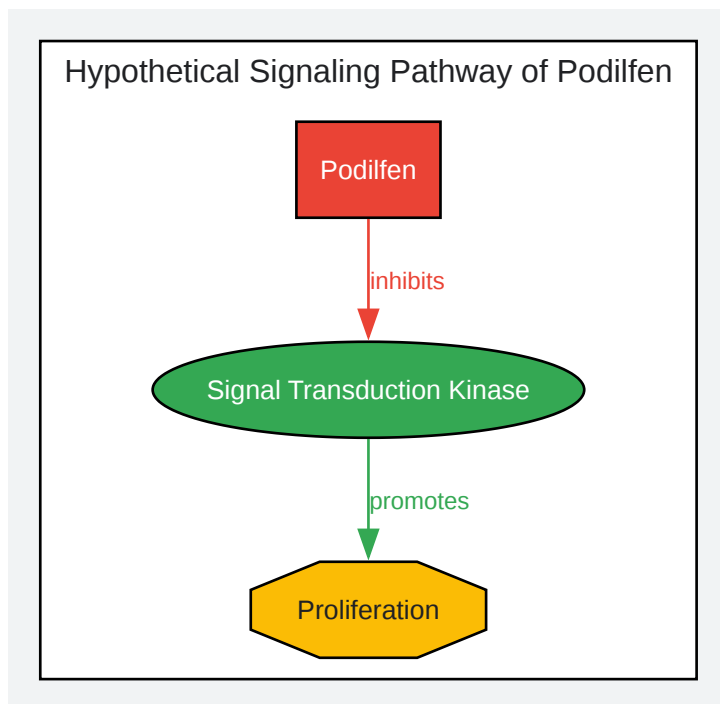 Hypothetical Signaling Pathway of Podilfen
Podilfen
inhibits
Signal Transduction Kinase
promotes
Proliferation